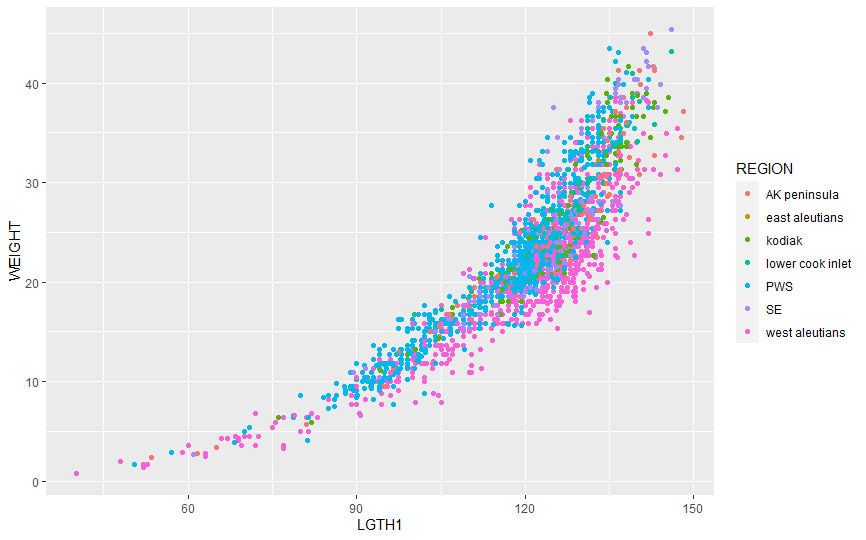 WEIGHT
40
30
20
10
0
60
90
120
150
LGTH1
REGION
AK peninsula
east aleutians
kodiak
lower cook inlet
PWS
SE
west aleutians